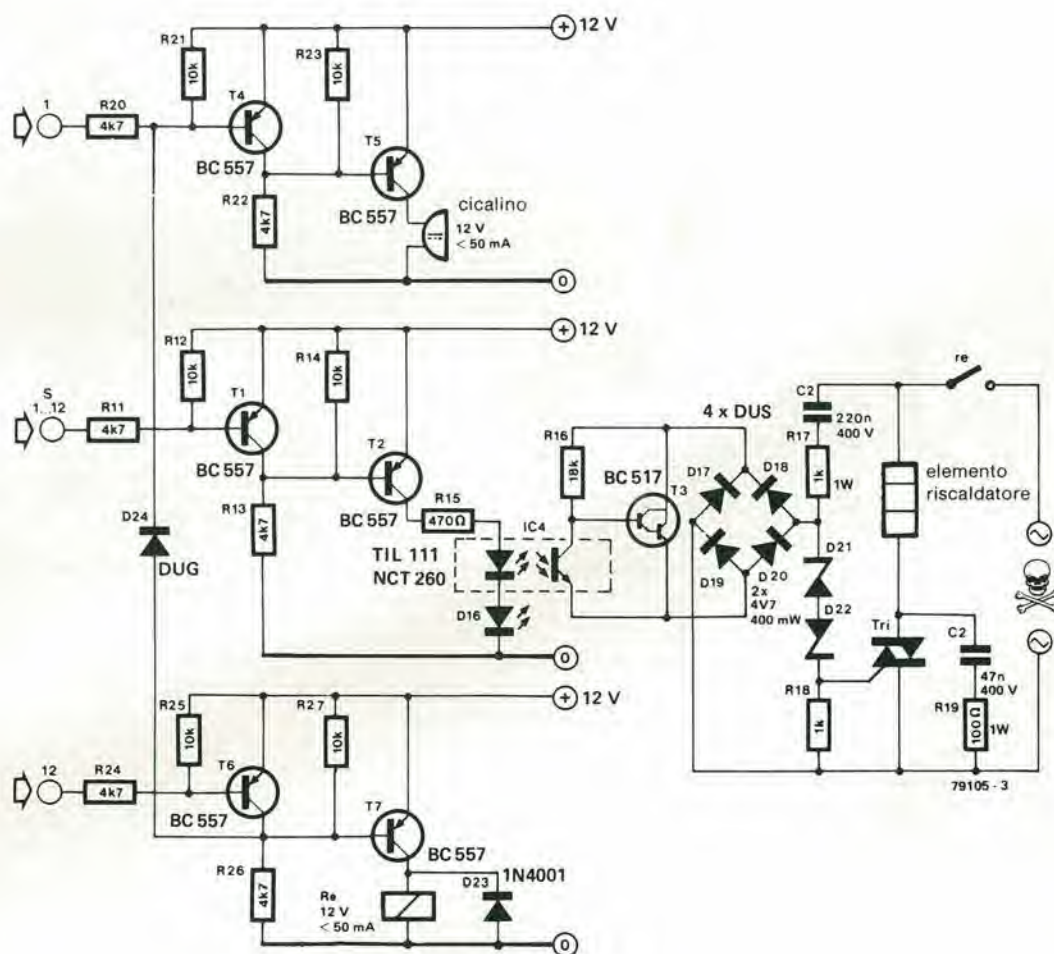 R21
10k
R23
10k
+ 12 V
1
R20
4k7
T4
BC 557
T5
BC 557
R22
4k7
cicalino
12 V
< 50 mA
0
R12
10k
R14
10k
+ 12 V
S
1...12
R11
4k7
T1
BC 557
T2
BC 557
R13
4k7
R15
470Ω
D24
DUG
TIL 111
NCT 260
IC4
D16
0
R16
18k
BC 517
T3
4 x DUS
D17
D18
D19
D20
2x
4V7
400 mW
C2
220n
400 V
R17
1k
1W
D21
D22
R18
1k
re
elemento
riscaldatore
Tri
C2
47n
400 V
R19
100Ω
1W
79105 - 3
R25
10k
R27
10k
+ 12 V
12
R24
4k7
T6
BC 557
T7
BC 557
R26
4k7
Re
12 V
< 50 mA
D23
1N4001
0